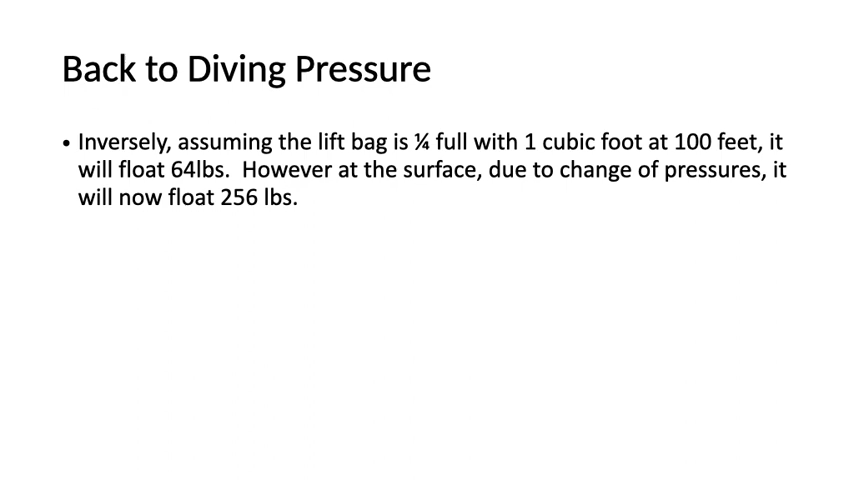 Back to Diving Pressure
• Inversely, assuming the lift bag is ¼ full with 1 cubic foot at 100 feet, it
will float 64lbs.  However at the surface, due to change of pressures, it
will now float 256 lbs.